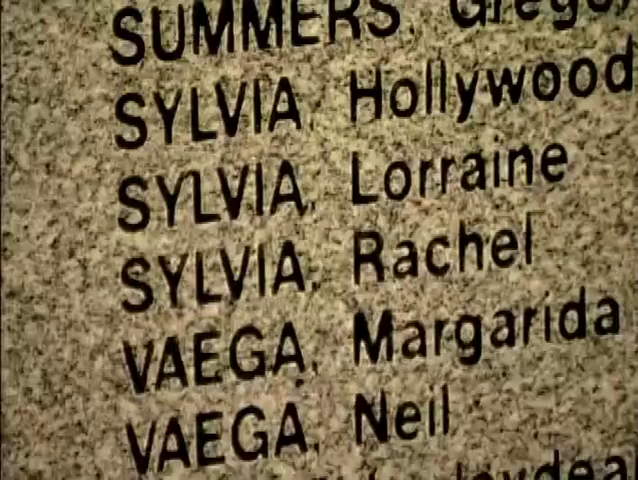 SUMMERS,
SYLVIA, Hollywood
SYLVIA, Lorraine
SYLVIA, Rachel
VAEGA, Margarida
VAEGA, Neil